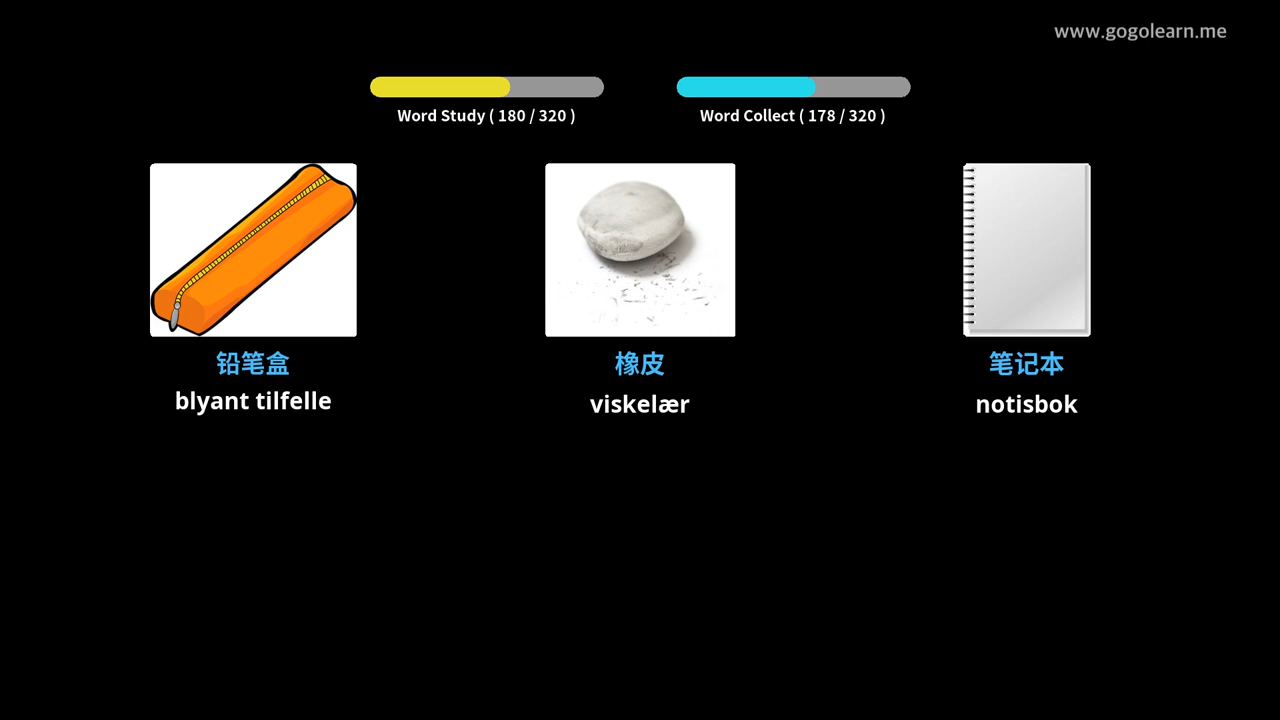 www.gogolearn.me
Word Study ( 180 / 320 )
Word Collect ( 178 / 320 )
铅笔盒
橡皮
笔记本
blyant tilfelle
viskelær
notisbok